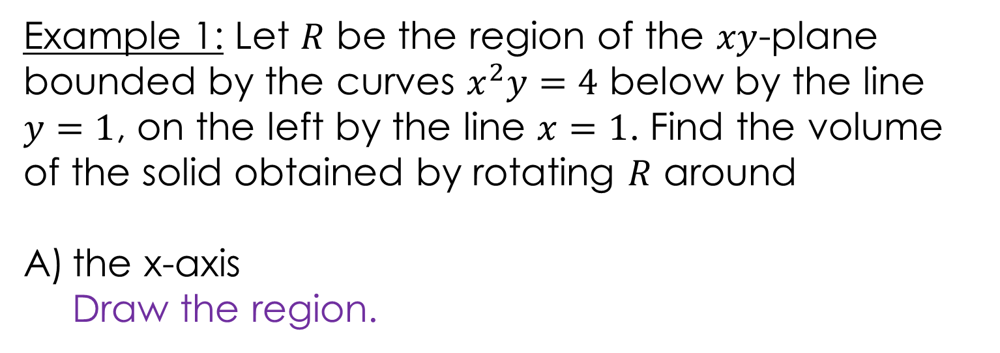 Example 1: Let R be the region of the xy-plane
bounded by the curves x²y = 4 below by the line
y = 1, on the left by the line x = 1. Find the volume
of the solid obtained by rotating R around
A) the x-axis
Draw the region.